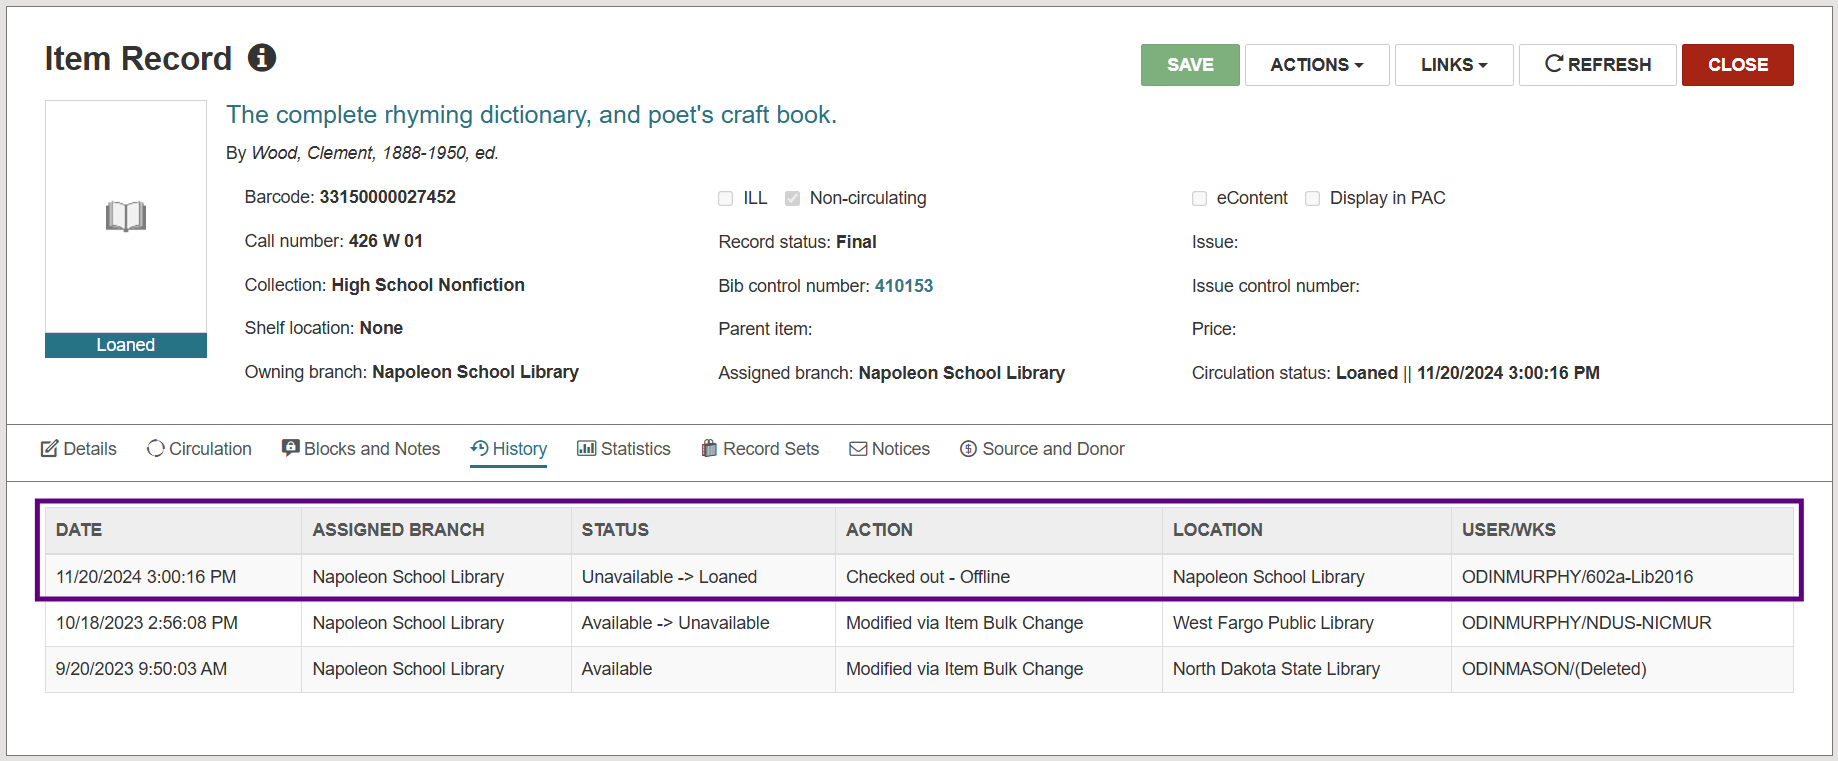 Item Record
SAVE ACTIONS LINKS REFRESH CLOSE
The complete rhyming dictionary, and poet's craft book.
By Wood, Clement, 1888-1950, ed.
Barcode: 33150000027452 ILL Non-circulating eContent Display in PAC
Call number: 426 W 01 Record status: Final Issue:
Collection: High School Nonfiction Bib control number: 410153 Issue control number:
Shelf location: None Parent item: Price:
Loaned
Owning branch: Napoleon School Library Assigned branch: Napoleon School Library Circulation status: Loaned || 11/20/2024 3:00:16 PM
Details Circulation Blocks and Notes History Statistics Record Sets Notices Source and Donor
DATE ASSIGNED BRANCH STATUS ACTION LOCATION USER/WKS
11/20/2024 3:00:16 PM Napoleon School Library Unavailable -> Loaned Checked out - Offline Napoleon School Library ODINMURPHY/602a-Lib2016
10/18/2023 2:56:08 PM Napoleon School Library Available -> Unavailable Modified via Item Bulk Change West Fargo Public Library ODINMURPHY/NDUS-NICMUR
9/20/2023 9:50:03 AM Napoleon School Library Available Modified via Item Bulk Change North Dakota State Library ODINMASON/(Deleted)